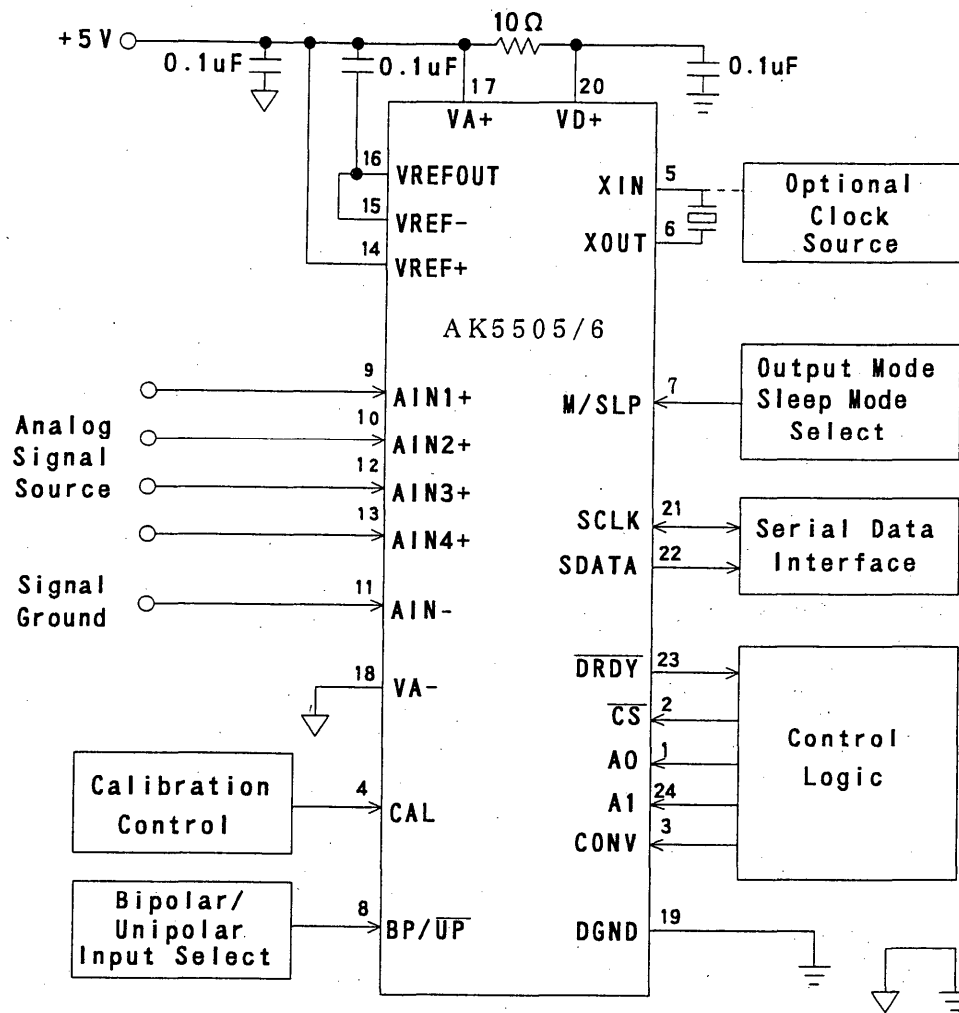 +5V
0.1uF
0.1uF
10Ω
0.1uF
17
20
VA+
VD+
16
VREFOUT
15
VREF-
14
VREF+
5
XIN
6
XOUT
Optional
Clock
Source
AK5505/6
Analog
Signal
Source
9
AIN1+
10
AIN2+
12
AIN3+
13
AIN4+
Signal
Ground
11
AIN-
18
VA-
7
M/SLP
Output Mode
Sleep Mode
Select
21
SCLK
22
SDATA
Serial Data
Interface
23
DRDY
2
CS
1
A0
24
A1
3
CONV
Control
Logic
Calibration
Control
4
CAL
Bipolar/
Unipolar
Input Select
8
BP/UP
19
DGND